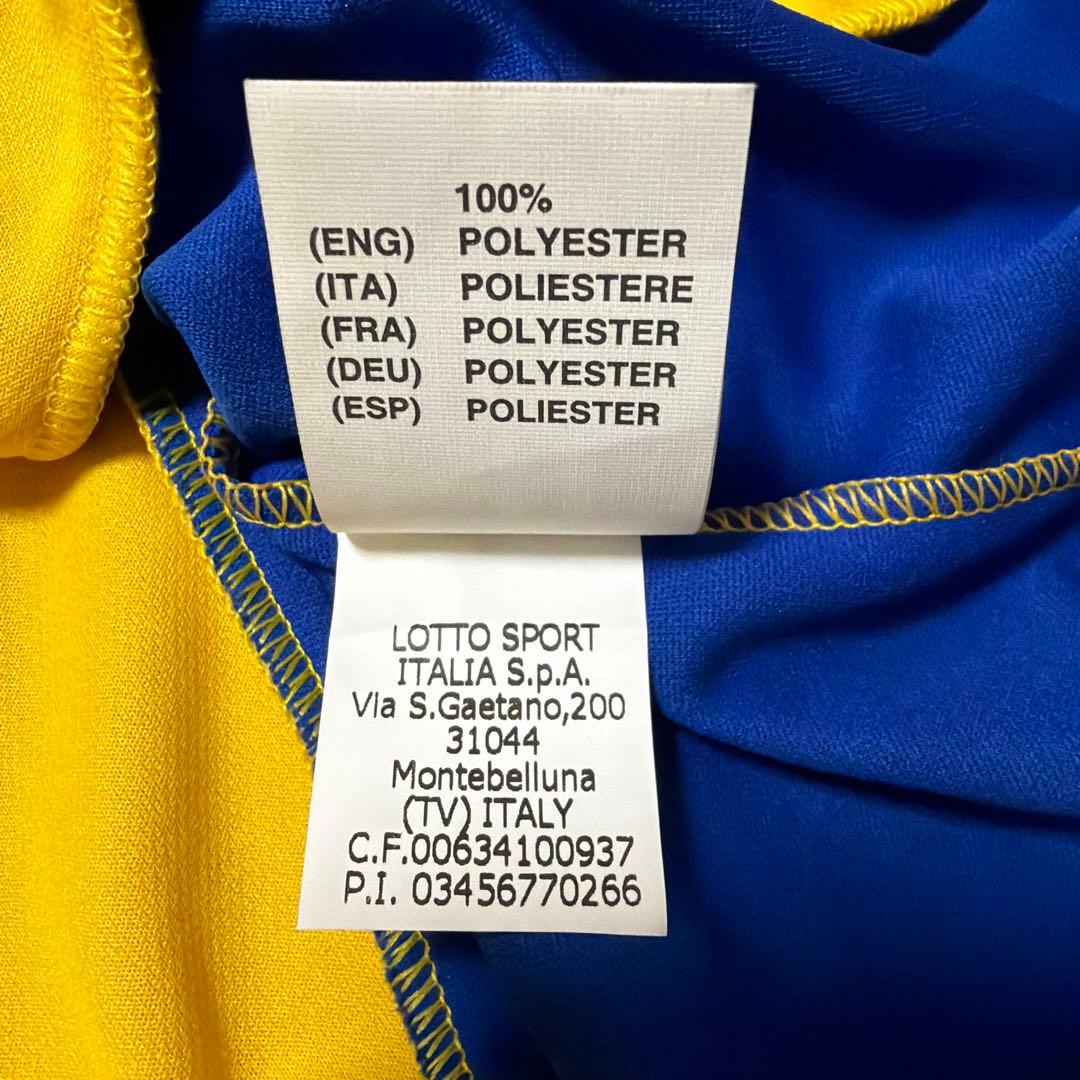 100%
(ENG) POLYESTER
(ITA) POLIESTERE
(FRA) POLYESTER
(DEU) POLYESTER
(ESP) POLIESTER
LOTTO SPORT
ITALIA S.p.A.
Via S.Gaetano,200
31044
Montebelluna
(TV) ITALY
C.F.00634100937
P.I. 03456770266